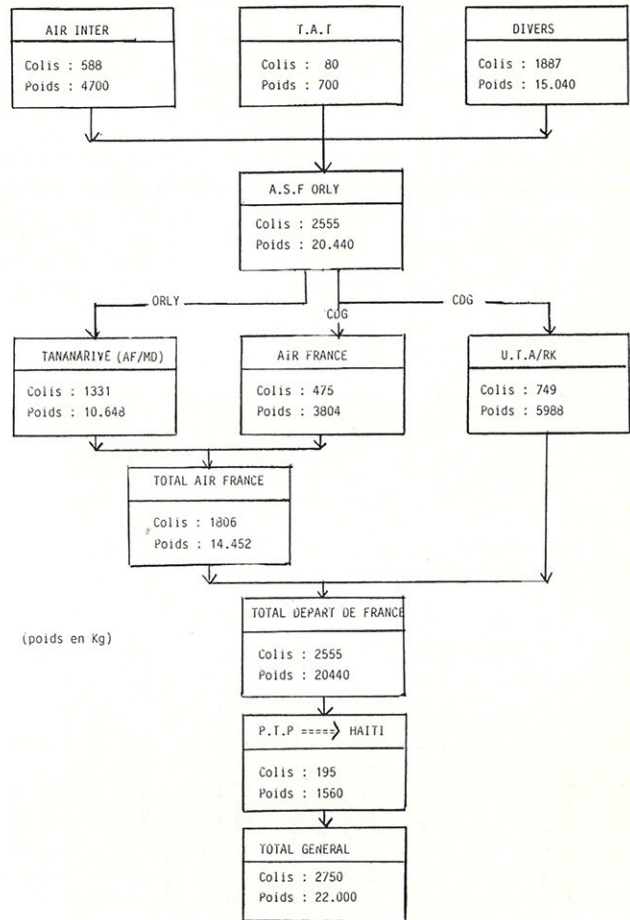 AIR INTER
Colis : 588
Poids : 4700
T.A.T
Colis : 80
Poids : 700
DIVERS
Colis : 1887
Poids : 15.040
A.S.F ORLY
Colis : 2555
Poids : 20.440
ORLY
CDG
CDG
TANANARIVE (AF/MD)
Colis : 1331
Poids : 10.648
AIR FRANCE
Colis : 475
Poids : 3804
U.T.A/RK
Colis : 749
Poids : 5988
TOTAL AIR FRANCE
Colis : 1806
Poids : 14.452
TOTAL DEPART DE FRANCE
(poids en Kg)
Colis : 2555
Poids : 20440
P.T.P =====> HAITI
Colis : 195
Poids : 1560
TOTAL GENERAL
Colis : 2750
Poids : 22.000